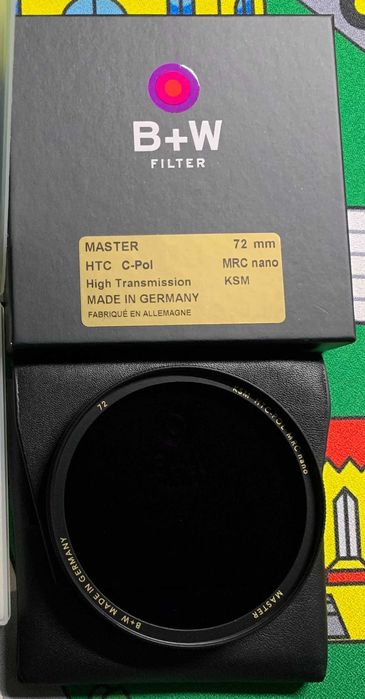 B+W
FILTER
MASTER 72 mm
HTC C-Pol MRC nano
High Transmission KSM
MADE IN GERMANY
FABRIQUÉ EN ALLEMAGNE
72
KSM HTC-POL MRC nano
B+W MADE IN GERMANY
MASTER